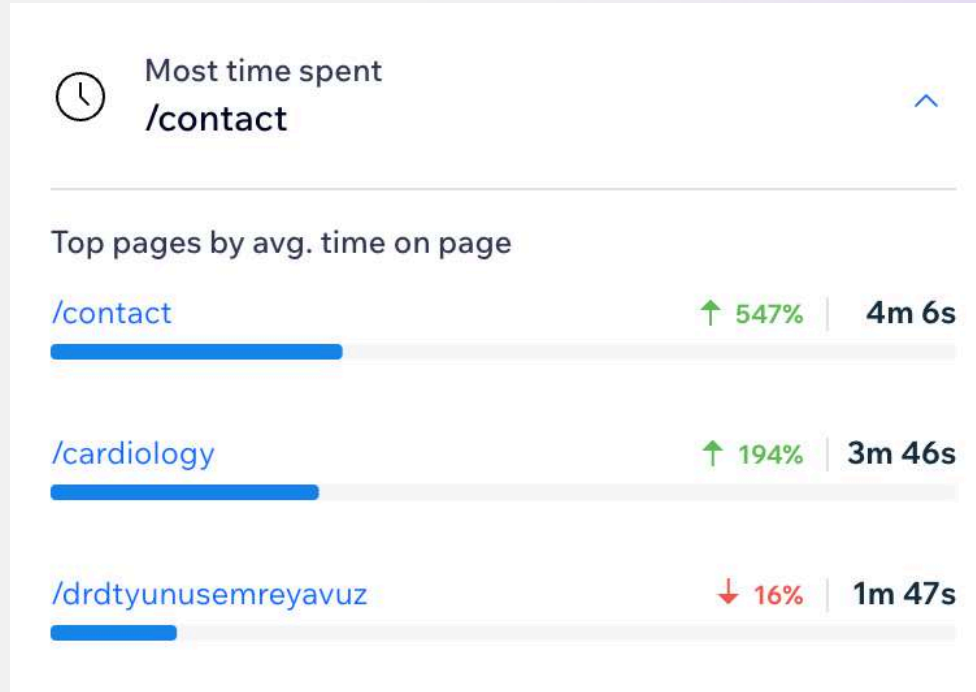 Most time spent
/contact
Top pages by avg. time on page
/contact ↑ 547% 4m 6s
/cardiology ↑ 194% 3m 46s
/drdtyunusemreyavuz ↓ 16% 1m 47s